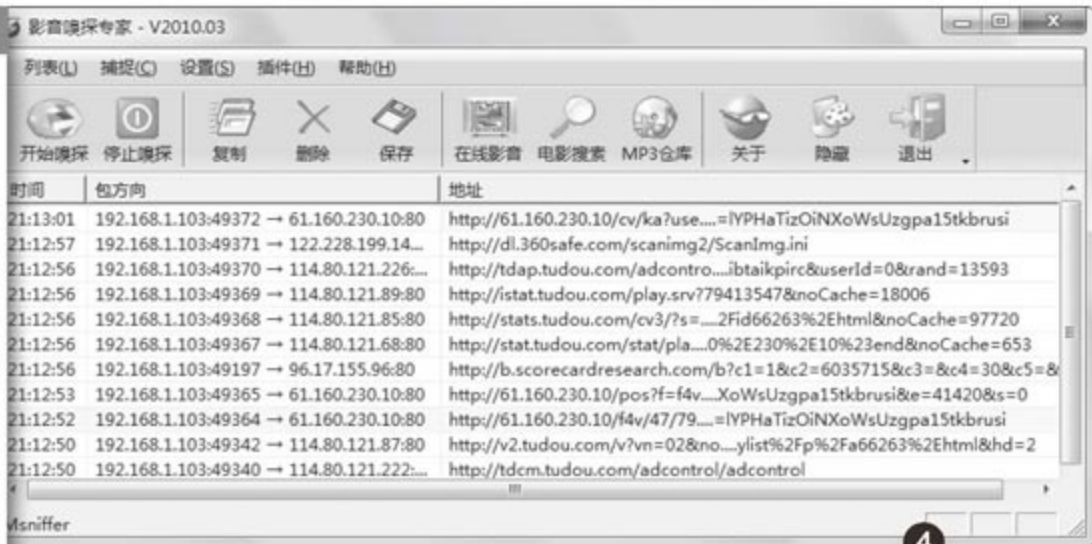 影音嗅探专家 - V2010.03
列表(L) 捕捉(C) 设置(S) 插件(H) 帮助(H)
开始嗅探 停止嗅探 复制 删除 保存 在线影音 电影搜索 MP3仓库 关于 隐藏 退出
时间 包方向 地址
21:13:01 192.168.1.103:49372 → 61.160.230.10:80 http://61.160.230.10/cv/ka?use....=lYPHaTizOiNXoWsUzgpa15tkbrusi
21:12:57 192.168.1.103:49371 → 122.228.199.14... http://dl.360safe.com/scanimg2/ScanImg.ini
21:12:56 192.168.1.103:49370 → 114.80.121.226:... http://tdap.tudou.com/adcontro....ibtaikpirc&userId=0&rand=13593
21:12:56 192.168.1.103:49369 → 114.80.121.89:80 http://istat.tudou.com/play.srv?79413547&noCache=18006
21:12:56 192.168.1.103:49368 → 114.80.121.85:80 http://stats.tudou.com/cv3/?s=....2Fid66263%2Ehtml&noCache=97720
21:12:56 192.168.1.103:49367 → 114.80.121.68:80 http://stat.tudou.com/stat/pla....0%2E230%2E10%23end&noCache=653
21:12:56 192.168.1.103:49197 → 96.17.155.96:80 http://b.scorecardresearch.com/b?c1=1&c2=6035715&c3=&c4=30&c5=&
21:12:53 192.168.1.103:49365 → 61.160.230.10:80 http://61.160.230.10/pos?f=f4v....XoWsUzgpa15tkbrusi&e=41420&s=0
21:12:52 192.168.1.103:49364 → 61.160.230.10:80 http://61.160.230.10/f4v/47/79....=lYPHaTizOiNXoWsUzgpa15tkbrusi
21:12:50 192.168.1.103:49342 → 114.80.121.87:80 http://v2.tudou.com/v?vn=02&no....ylist%2Fp%2Fa66263%2Ehtml&hd=2
21:12:50 192.168.1.103:49340 → 114.80.121.222:... http://tdcm.tudou.com/adcontrol/adcontrol
Msniffer
4